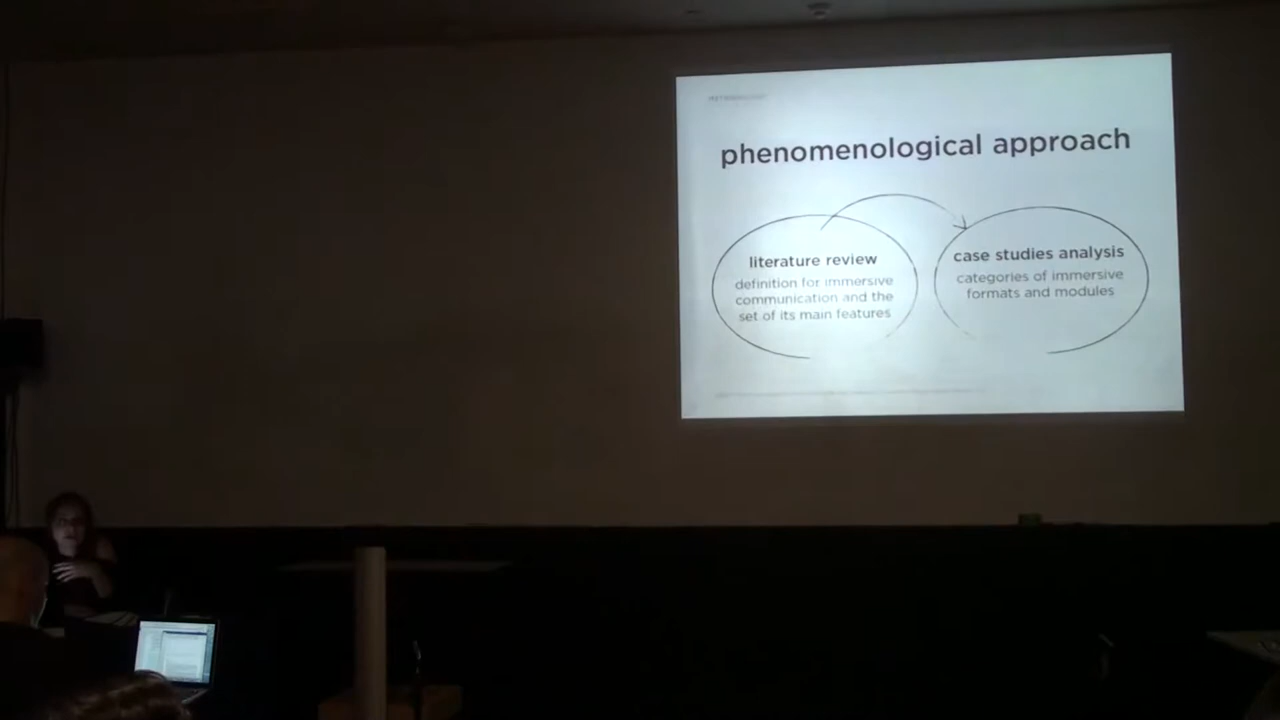 phenomenological approach
literature review
definition for immersive
communication and the
set of its main features
case studies analysis
categories of immersive
formats and modules